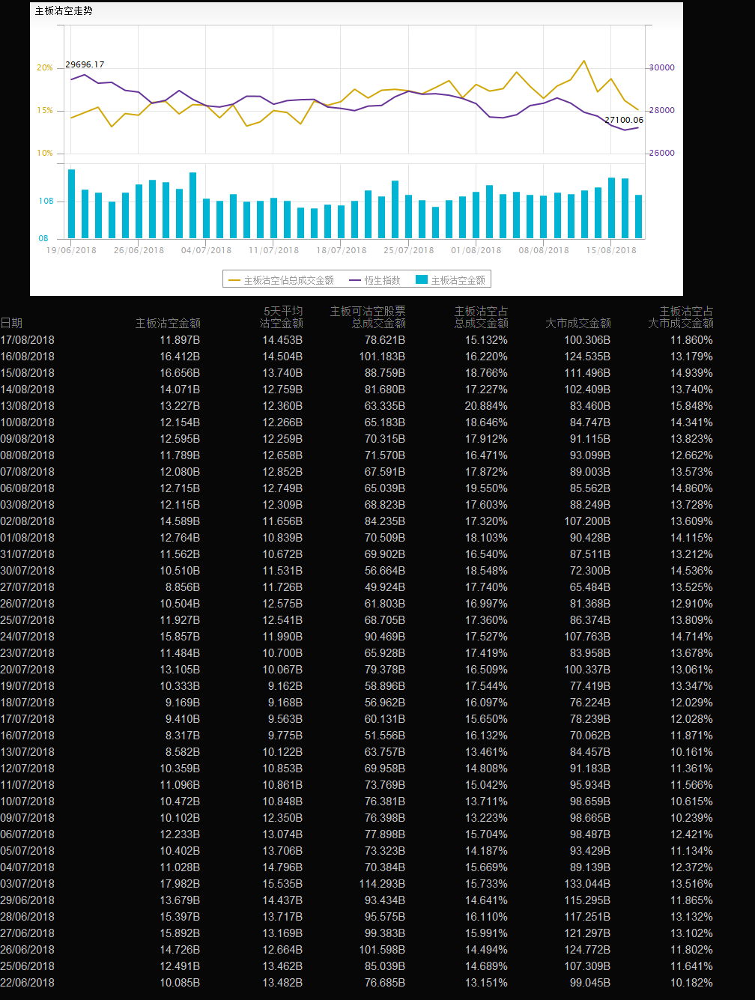 主板沽空走势
29696.17
20%
30000
15%
28000
27100.06
10%
26000
10B
0B
19/06/2018 26/06/2018 04/07/2018 11/07/2018 18/07/2018 25/07/2018 01/08/2018 08/08/2018 15/08/2018
主板沽空佔总成交金额 恆生指数 主板沽空金额
5天平均 主板可沽空股票 主板沽空占 主板沽空占
日期 主板沽空金额 沽空金额 总成交金额 总成交金额 大市成交金额 大市成交金额
17/08/2018 11.897B 14.453B 78.621B 15.132% 100.306B 11.860%
16/08/2018 16.412B 14.504B 101.183B 16.220% 124.535B 13.179%
15/08/2018 16.656B 13.740B 88.759B 18.766% 111.496B 14.939%
14/08/2018 14.071B 12.759B 81.680B 17.227% 102.409B 13.740%
13/08/2018 13.227B 12.360B 63.335B 20.884% 83.460B 15.848%
10/08/2018 12.154B 12.266B 65.183B 18.646% 84.747B 14.341%
09/08/2018 12.595B 12.259B 70.315B 17.912% 91.115B 13.823%
08/08/2018 11.789B 12.658B 71.570B 16.471% 93.099B 12.662%
07/08/2018 12.080B 12.852B 67.591B 17.872% 89.003B 13.573%
06/08/2018 12.715B 12.749B 65.039B 19.550% 85.562B 14.860%
03/08/2018 12.115B 12.309B 68.823B 17.603% 88.249B 13.728%
02/08/2018 14.589B 11.656B 84.235B 17.320% 107.200B 13.609%
01/08/2018 12.764B 10.839B 70.509B 18.103% 90.428B 14.115%
31/07/2018 11.562B 10.672B 69.902B 16.540% 87.511B 13.212%
30/07/2018 10.510B 11.531B 56.664B 18.548% 72.300B 14.536%
27/07/2018 8.856B 11.726B 49.924B 17.740% 65.484B 13.525%
26/07/2018 10.504B 12.575B 61.803B 16.997% 81.368B 12.910%
25/07/2018 11.927B 12.541B 68.705B 17.360% 86.374B 13.809%
24/07/2018 15.857B 11.990B 90.469B 17.527% 107.763B 14.714%
23/07/2018 11.484B 10.700B 65.928B 17.419% 83.958B 13.678%
20/07/2018 13.105B 10.067B 79.378B 16.509% 100.337B 13.061%
19/07/2018 10.333B 9.162B 58.896B 17.544% 77.419B 13.347%
18/07/2018 9.169B 9.168B 56.962B 16.097% 76.224B 12.029%
17/07/2018 9.410B 9.563B 60.131B 15.650% 78.239B 12.028%
16/07/2018 8.317B 9.775B 51.556B 16.132% 70.062B 11.871%
13/07/2018 8.582B 10.122B 63.757B 13.461% 84.457B 10.161%
12/07/2018 10.359B 10.853B 69.958B 14.808% 91.183B 11.361%
11/07/2018 11.096B 10.861B 73.769B 15.042% 95.934B 11.566%
10/07/2018 10.472B 10.848B 76.381B 13.711% 98.659B 10.615%
09/07/2018 10.102B 12.350B 76.398B 13.223% 98.665B 10.239%
06/07/2018 12.233B 13.074B 77.898B 15.704% 98.487B 12.421%
05/07/2018 10.402B 13.706B 73.323B 14.187% 93.429B 11.134%
04/07/2018 11.028B 14.796B 70.384B 15.669% 89.139B 12.372%
03/07/2018 17.982B 15.535B 114.293B 15.733% 133.044B 13.516%
29/06/2018 13.679B 14.437B 93.434B 14.641% 115.295B 11.865%
28/06/2018 15.397B 13.717B 95.575B 16.110% 117.251B 13.132%
27/06/2018 15.892B 13.169B 99.383B 15.991% 121.297B 13.102%
26/06/2018 14.726B 12.664B 101.598B 14.494% 124.772B 11.802%
25/06/2018 12.491B 13.462B 85.039B 14.689% 107.309B 11.641%
22/06/2018 10.085B 13.482B 76.685B 13.151% 99.045B 10.182%